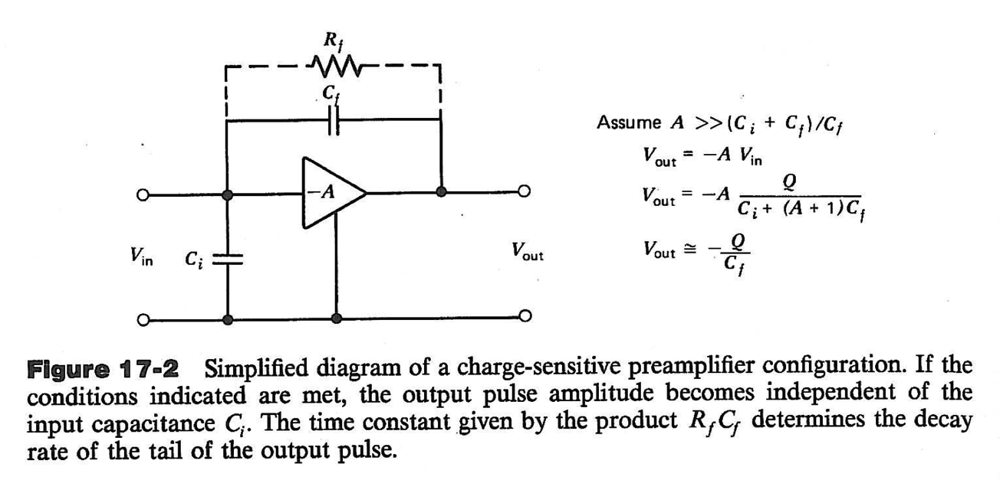 R_f
C_f
−A
V_in
C_i
V_out
Assume A >> (C_i + C_f)/C_f
V_out = −A V_in
V_out = −A Q / (C_i + (A + 1)C_f)
V_out ≅ − Q / C_f
Figure 17-2 Simplified diagram of a charge-sensitive preamplifier configuration. If the
conditions indicated are met, the output pulse amplitude becomes independent of the
input capacitance C_i. The time constant given by the product R_f C_f determines the decay
rate of the tail of the output pulse.